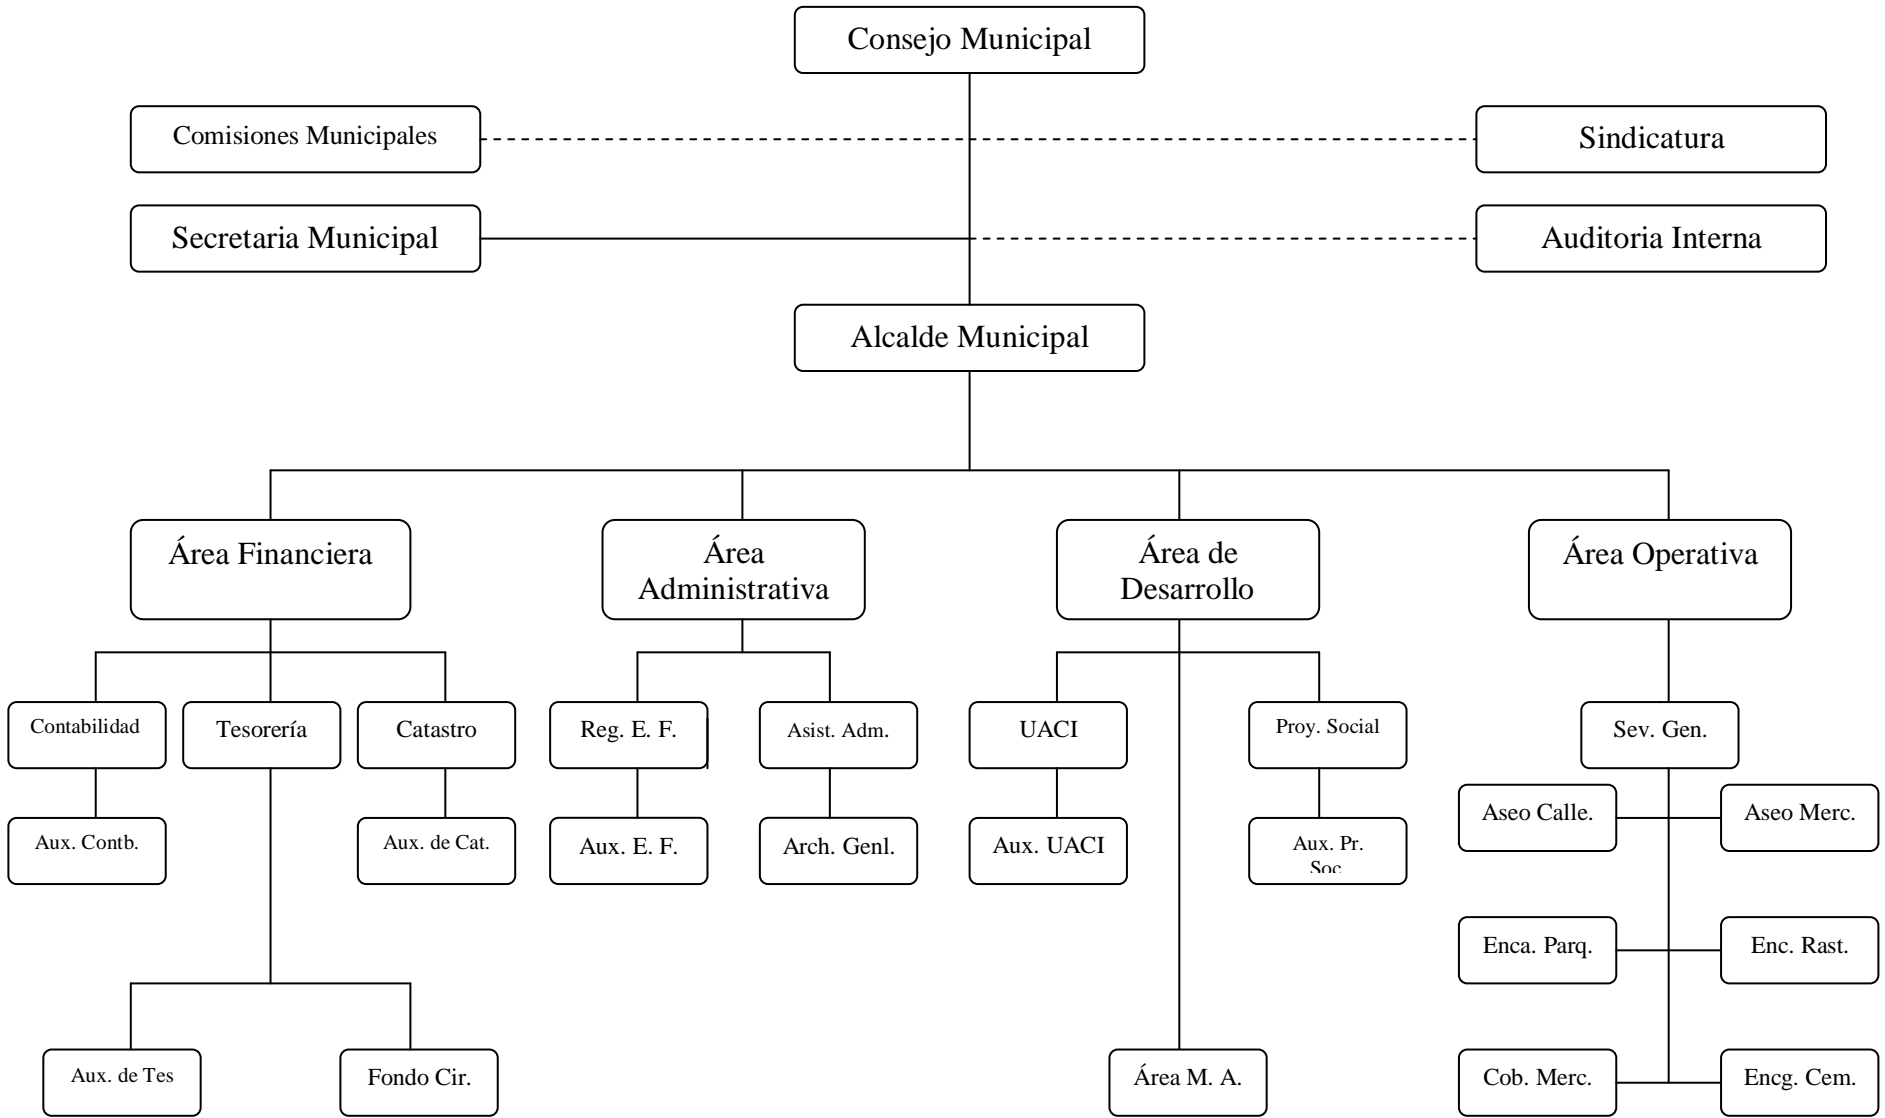 Consejo Municipal
Comisiones Municipales
Sindicatura
Secretaria Municipal
Auditoria Interna
Alcalde Municipal
Área Financiera
Área
Administrativa
Área de
Desarrollo
Área Operativa
Contabilidad
Tesorería
Catastro
Reg. E. F.
Asist. Adm.
UACI
Proy. Social
Sev. Gen.
Aseo Calle.
Aseo Merc.
Aux. Contb.
Aux. de Cat.
Aux. E. F.
Arch. Genl.
Aux. UACI
Aux. Pr.
Soc
Enca. Parq.
Enc. Rast.
Aux. de Tes
Fondo Cir.
Área M. A.
Cob. Merc.
Encg. Cem.